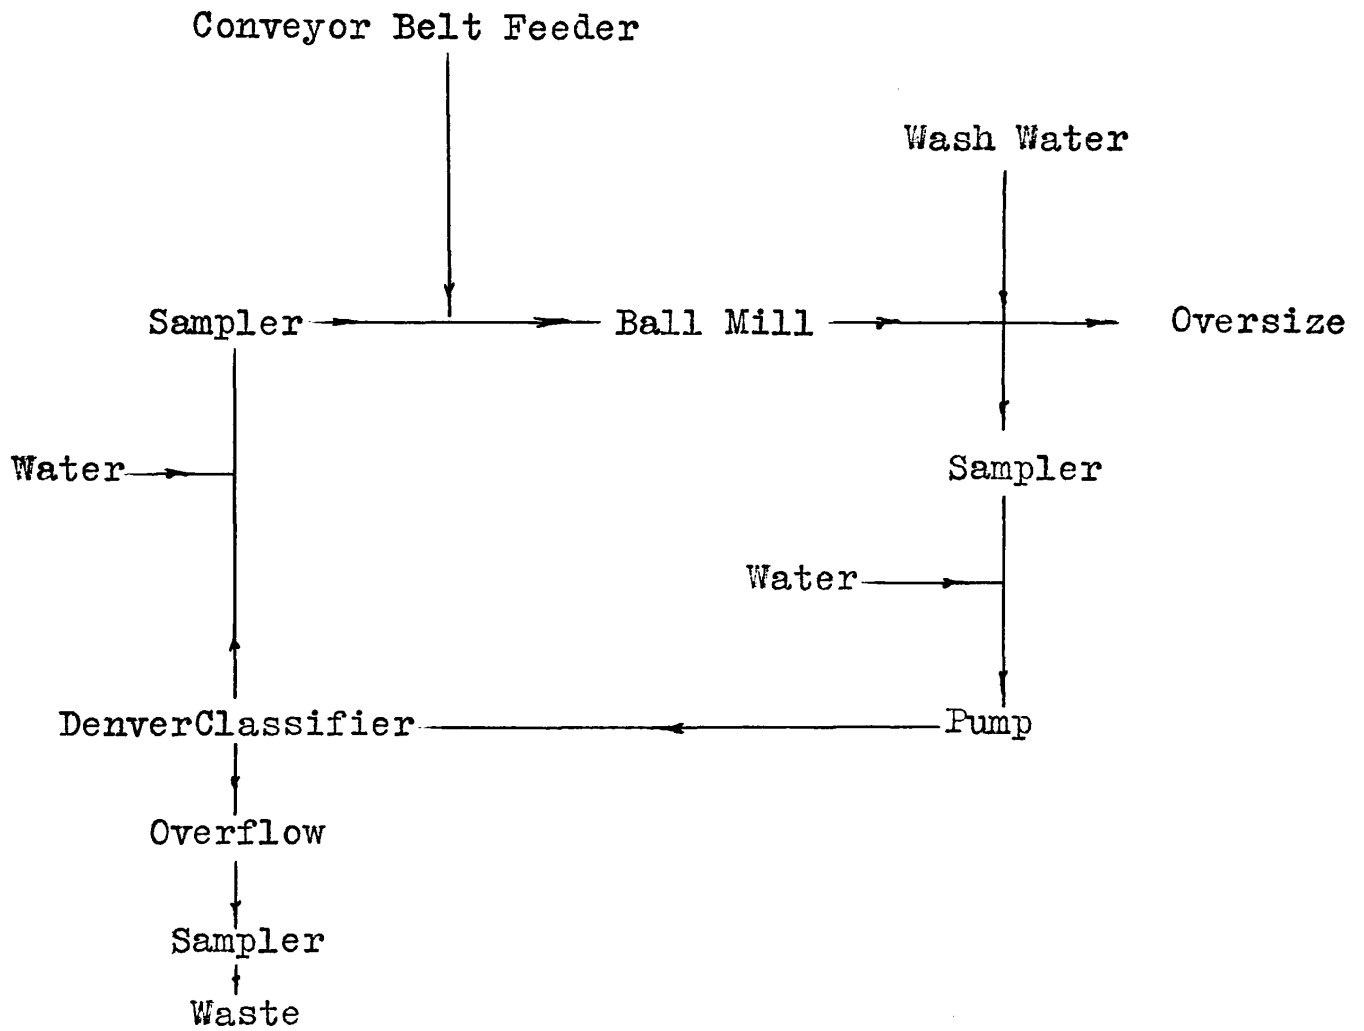 Conveyor Belt Feeder
Wash Water
Sampler
Ball Mill
Oversize
Water
Sampler
Water
DenverClassifier
Pump
Overflow
Sampler
Waste